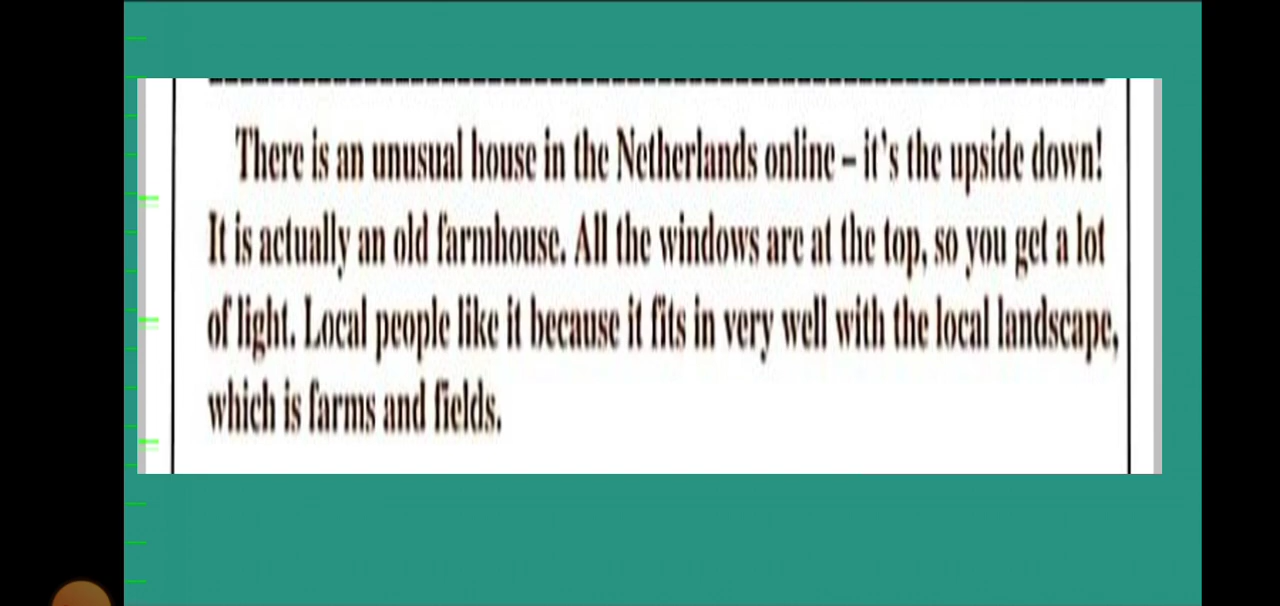 There is an unusual house in the Netherlands online – it's the upside down!
It is actually an old farmhouse. All the windows are at the top, so you get a lot
of light. Local people like it because it fits in very well with the local landscape,
which is farms and fields.